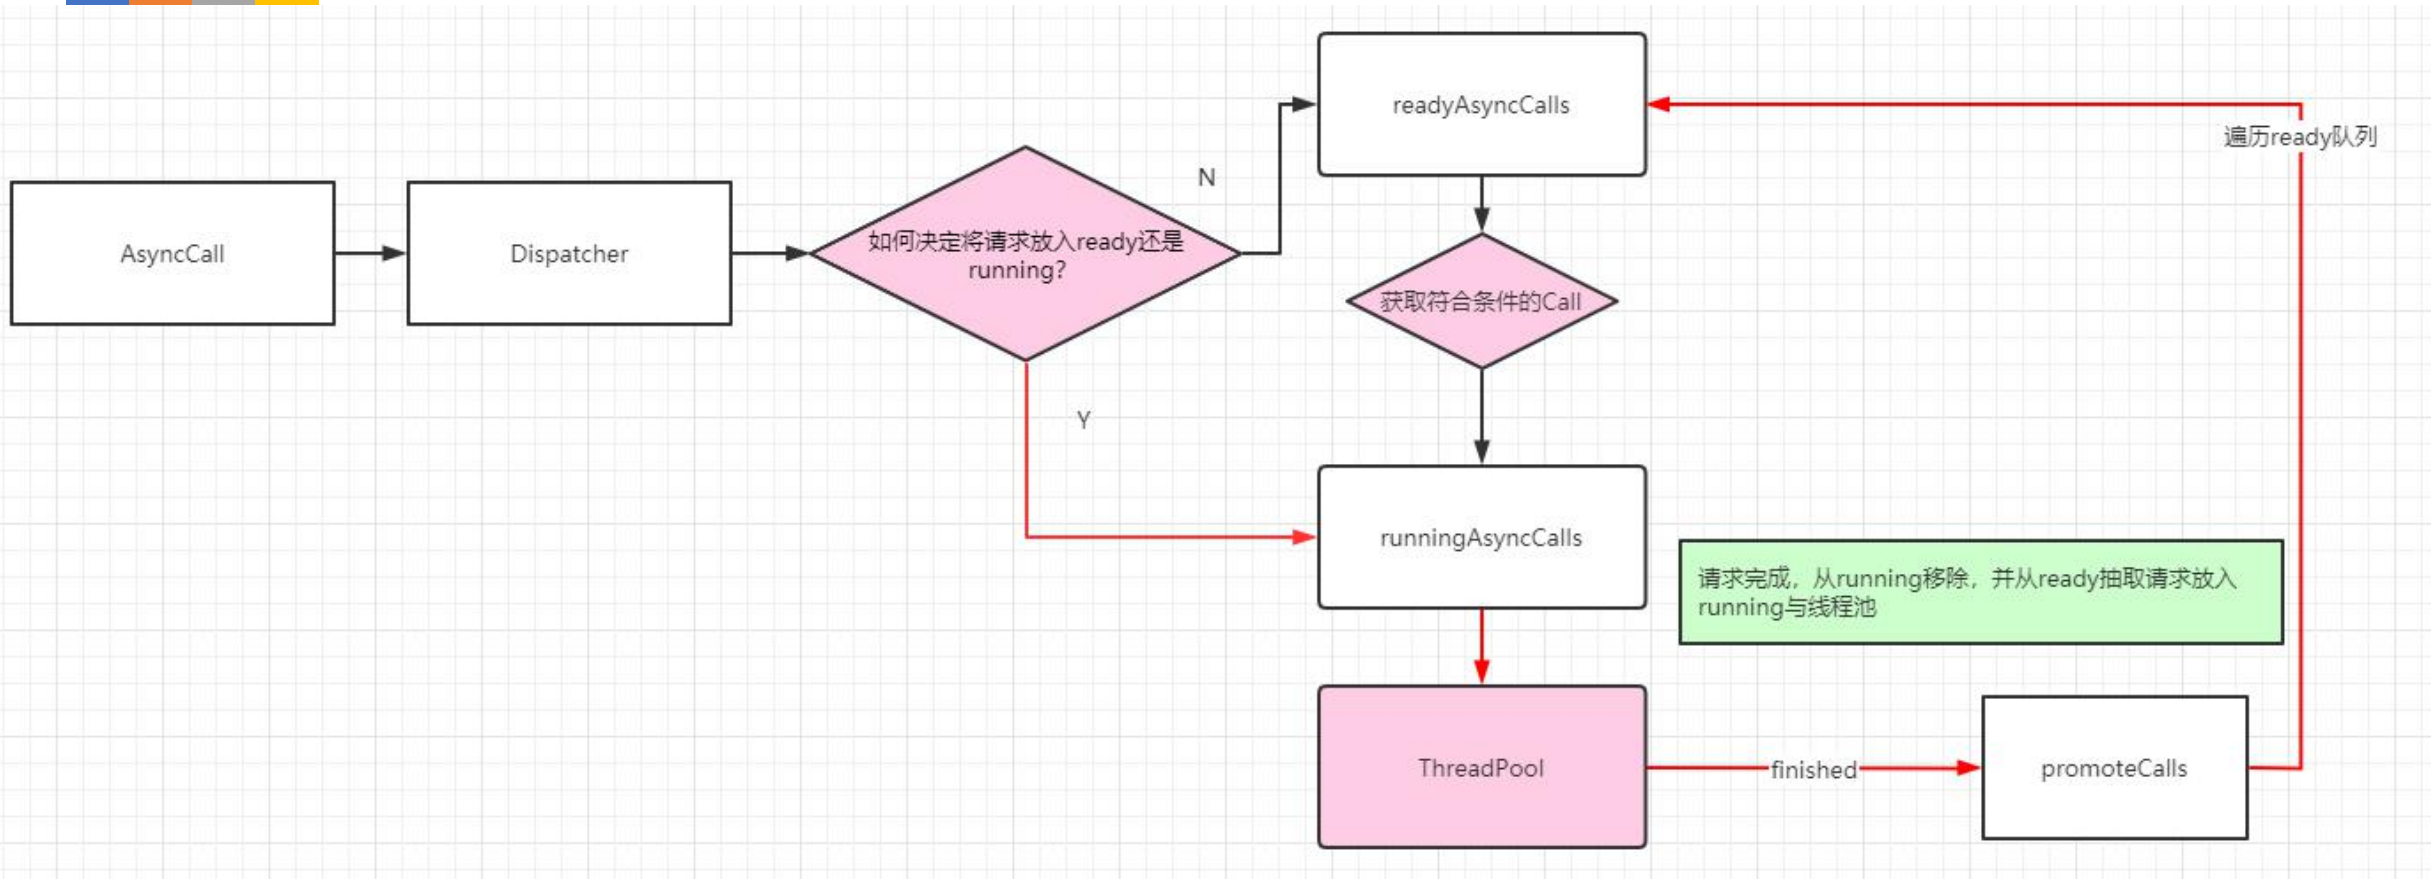 readyAsyncCalls
遍历ready队列
N
AsyncCall
Dispatcher
如何决定将请求放入ready还是
running?
获取符合条件的Call
Y
runningAsyncCalls
请求完成，从running移除，并从ready抽取请求放入
running与线程池
ThreadPool
finished
promoteCalls